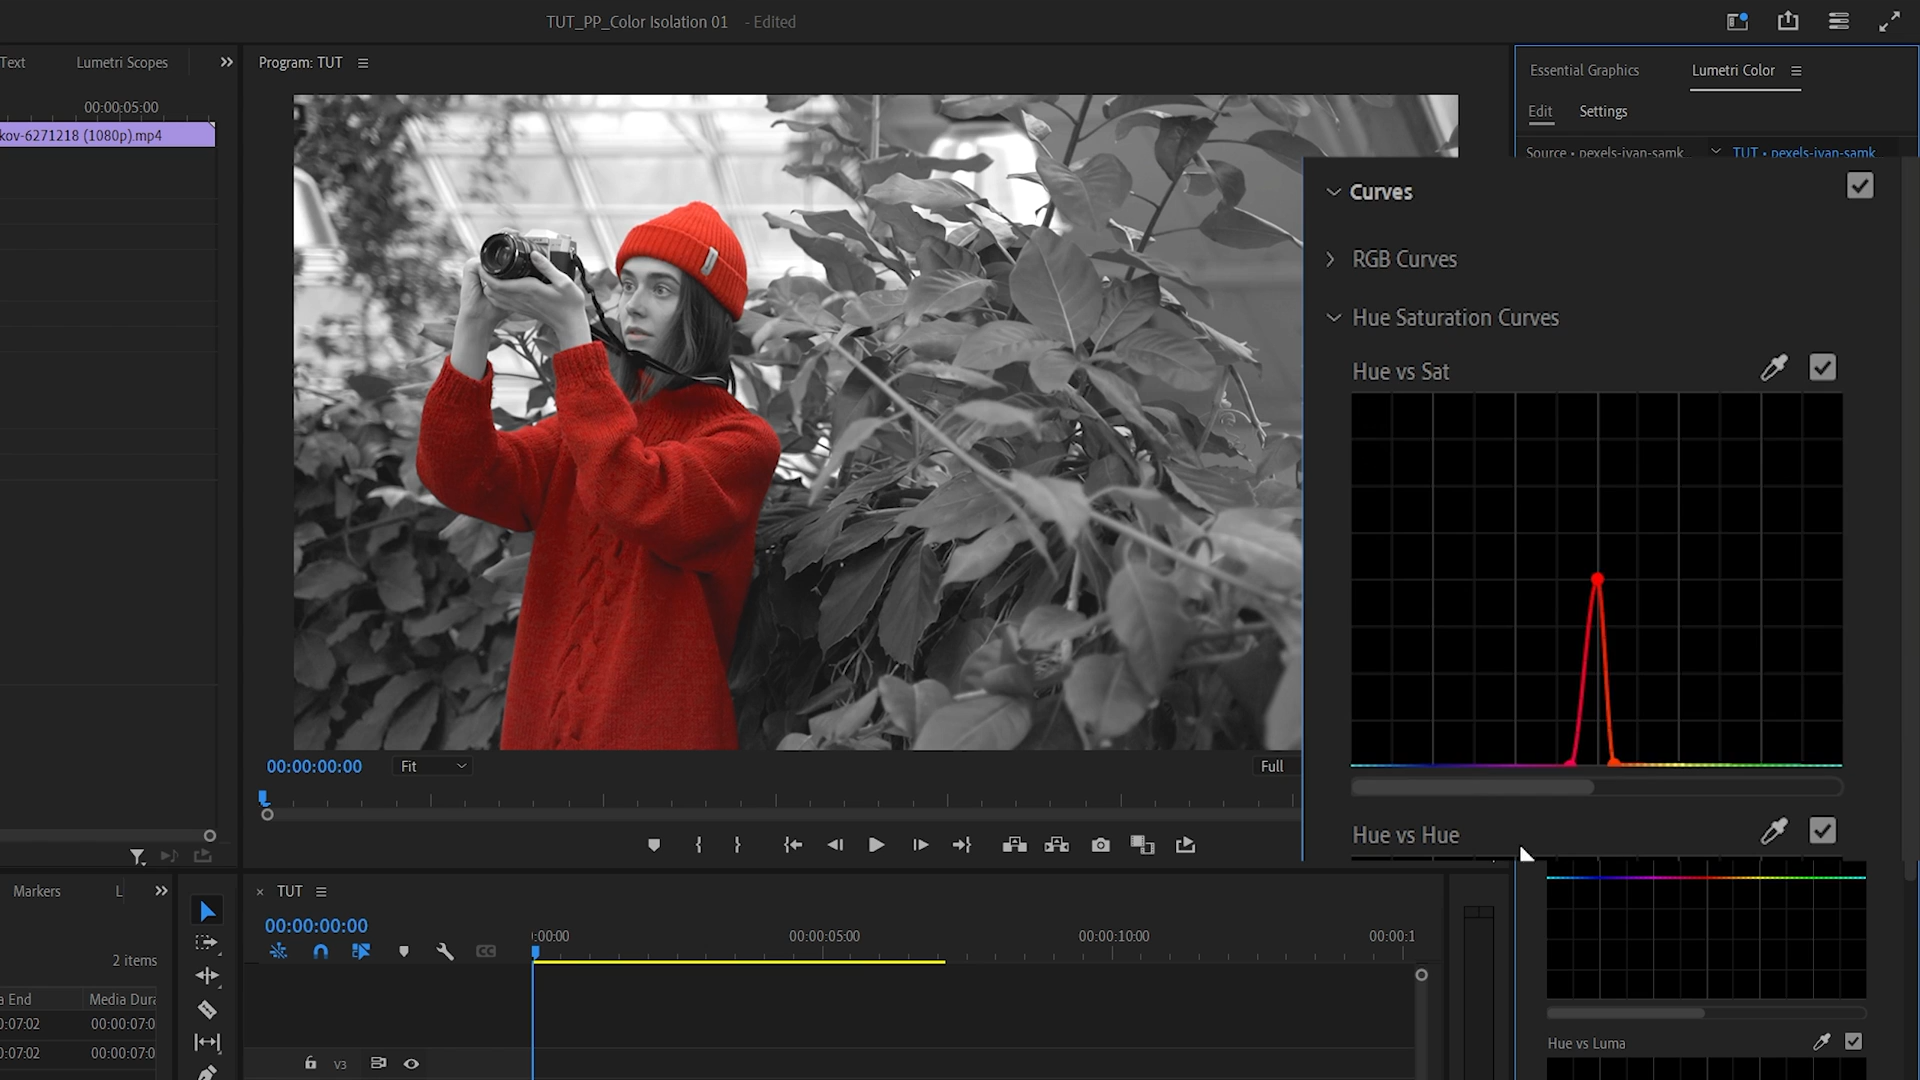 TUT_PP_Color Isolation 01 - Edited
Text
Lumetri Scopes
Program: TUT
Essential Graphics
Lumetri Color
Edit
Settings
00:00:05:00
kov-6271218 (1080p).mp4
Source • pexels-ivan-samk
TUT • pexels-ivan-samk
Curves
RGB Curves
Hue Saturation Curves
Hue vs Sat
00:00:00:00
Fit
Full
Hue vs Hue
Markers
L
TUT
00:00:00:00
:00:00
00:00:05:00
00:00:10:00
00:00:1
CC
2 items
a End
Media Dura
0:07:02
00:00:07:0
0:07:02
00:00:07:0
Hue vs Luma
V3